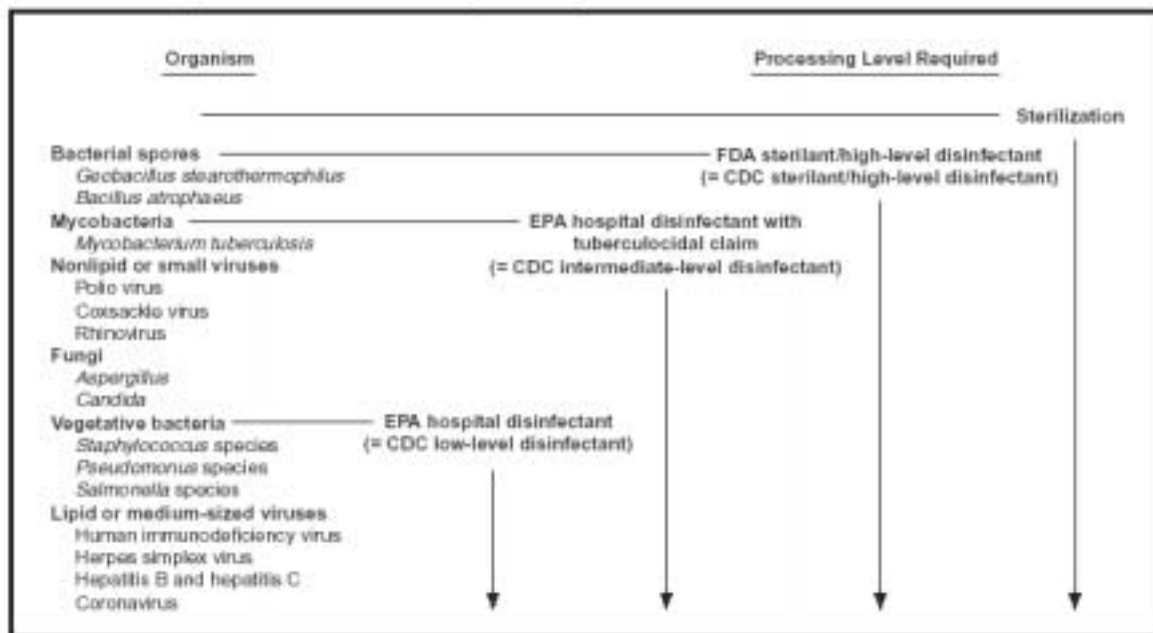 Organism
Processing Level Required
Sterilization
Bacterial spores
FDA sterilant/high-level disinfectant
(= CDC sterilant/high-level disinfectant)
Geobacillus stearothermophilus
Bacillus atrophaeus
Mycobacteria
EPA hospital disinfectant with
tuberculocidal claim
(= CDC intermediate-level disinfectant)
Mycobacterium tuberculosis
Nonlipid or small viruses
Polio virus
Coxsackle virus
Rhinovirus
Fungi
Aspergillus
Candida
Vegetative bacteria
EPA hospital disinfectant
(= CDC low-level disinfectant)
Staphylococcus species
Pseudomonus species
Salmonella species
Lipid or medium-sized viruses
Human immunodeficiency virus
Herpes simplex virus
Hepatitis B and hepatitis C
Coronavirus